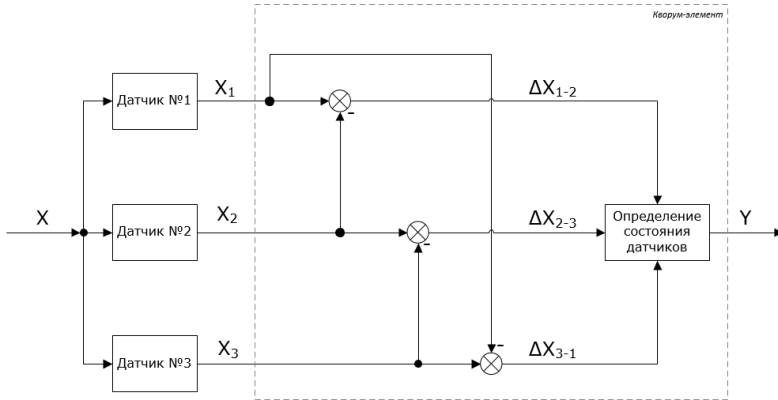 Кворум-элемент
Датчик №1
X1
-
ΔX1-2
X
Датчик №2
X2
-
ΔX2-3
Определение
состояния
датчиков
Y
Датчик №3
X3
-
ΔX3-1